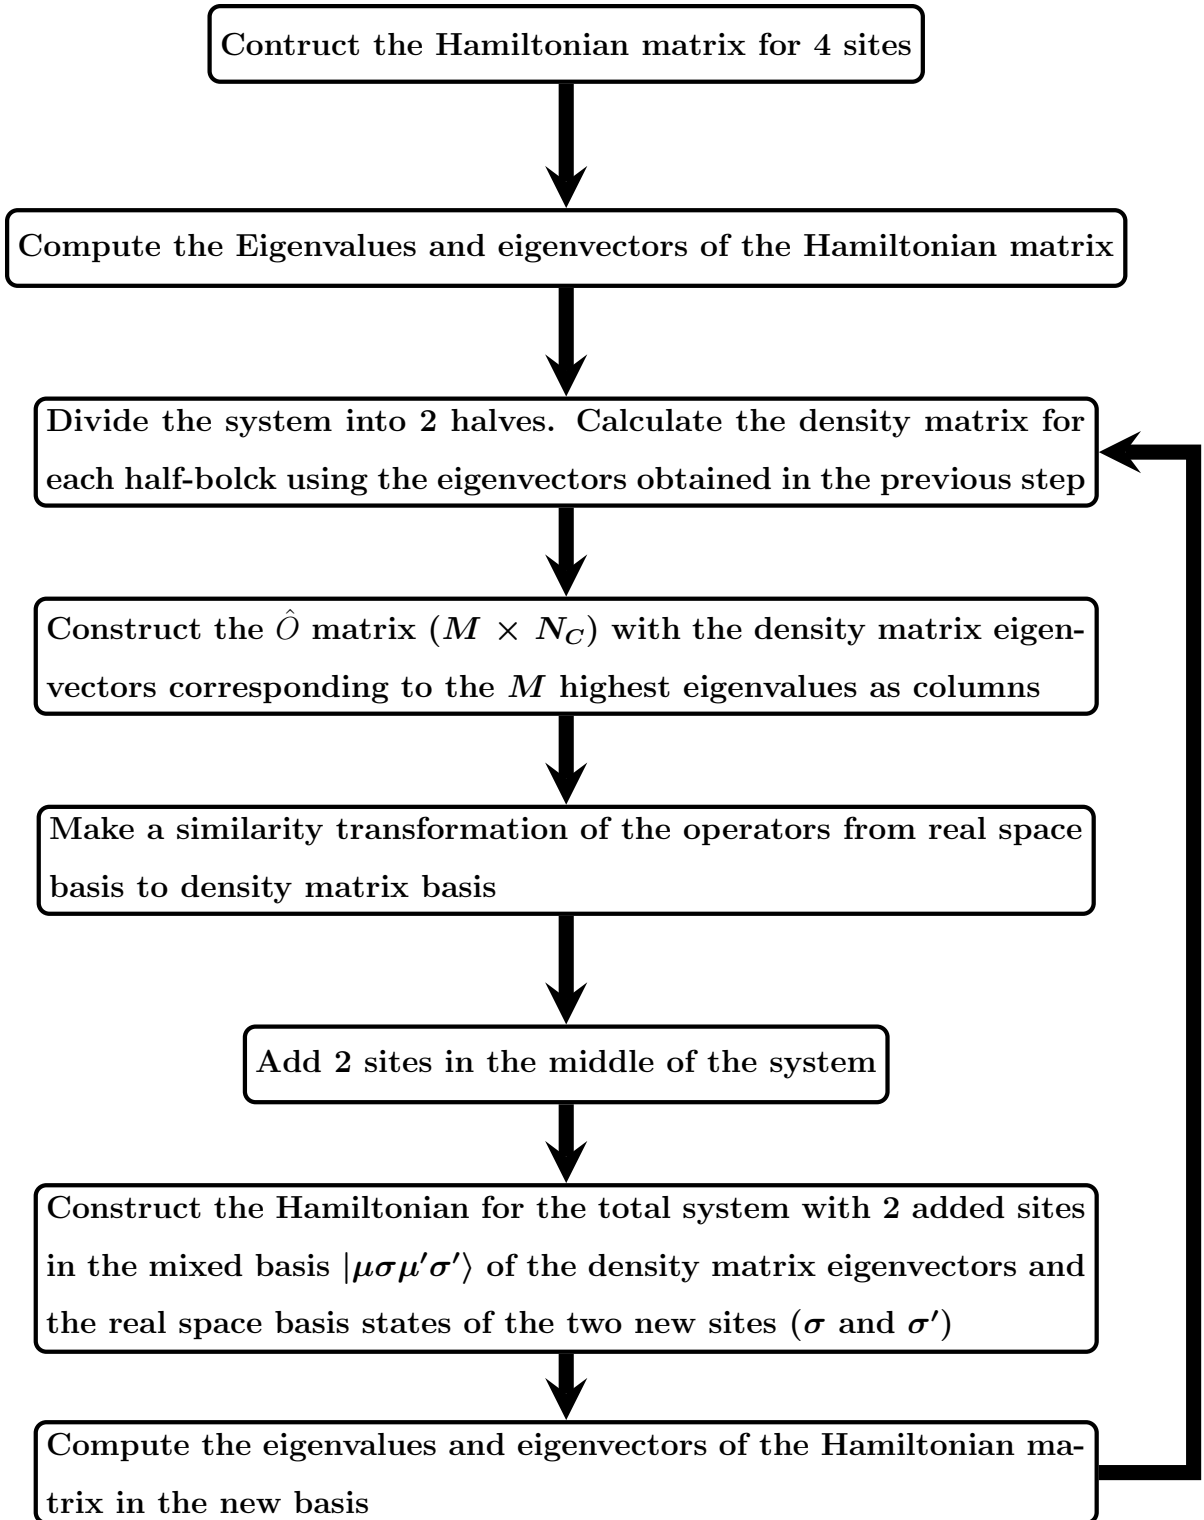 Contruct the Hamiltonian matrix for 4 sites
Compute the Eigenvalues and eigenvectors of the Hamiltonian matrix
Divide the system into 2 halves. Calculate the density matrix for
each half-bolck using the eigenvectors obtained in the previous step
Construct the Ô matrix (M × N_C) with the density matrix eigen-
vectors corresponding to the M highest eigenvalues as columns
Make a similarity transformation of the operators from real space
basis to density matrix basis
Add 2 sites in the middle of the system
Construct the Hamiltonian for the total system with 2 added sites
in the mixed basis |μσμ′σ′⟩ of the density matrix eigenvectors and
the real space basis states of the two new sites (σ and σ′)
Compute the eigenvalues and eigenvectors of the Hamiltonian ma-
trix in the new basis